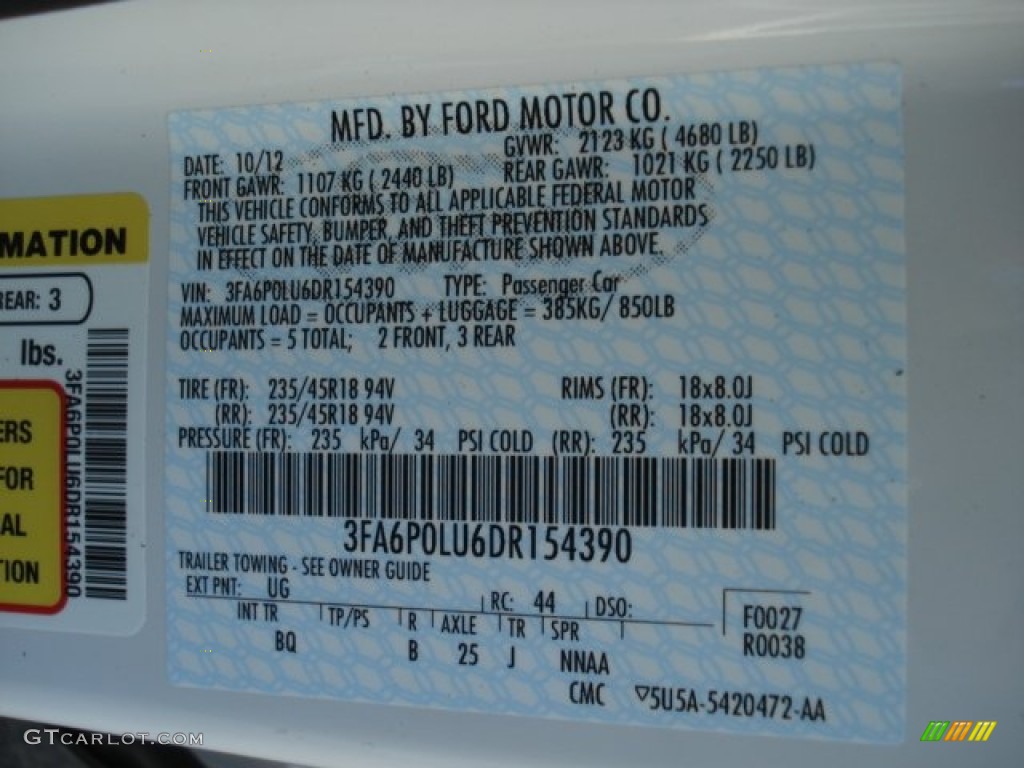 MFD. BY FORD MOTOR CO.
DATE: 10/12 GVWR: 2123 KG ( 4680 LB)
FRONT GAWR: 1107 KG ( 2440 LB) REAR GAWR: 1021 KG ( 2250 LB)
THIS VEHICLE CONFORMS TO ALL APPLICABLE FEDERAL MOTOR
VEHICLE SAFETY, BUMPER, AND THEFT PREVENTION STANDARDS
IN EFFECT ON THE DATE OF MANUFACTURE SHOWN ABOVE.
VIN: 3FA6P0LU6DR154390 TYPE: Passenger Car
MAXIMUM LOAD = OCCUPANTS + LUGGAGE = 385KG/ 850LB
OCCUPANTS = 5 TOTAL; 2 FRONT, 3 REAR
TIRE (FR): 235/45R18 94V RIMS (FR): 18x8.0J
(RR): 235/45R18 94V (RR): 18x8.0J
PRESSURE (FR): 235 kPa/ 34 PSI COLD (RR): 235 kPa/ 34 PSI COLD
3FA6P0LU6DR154390
TRAILER TOWING - SEE OWNER GUIDE
EXT PNT: UG RC: 44 DSO:
INT TR TP/PS R AXLE TR SPR
BQ B 25 J NNAA
F0027
R0038
CMC ▽5U5A-5420472-AA
MATION
REAR: 3
lbs.
3FA6P0LU6DR154390
ERS
FOR
AL
TION
GTCARLOT.COM